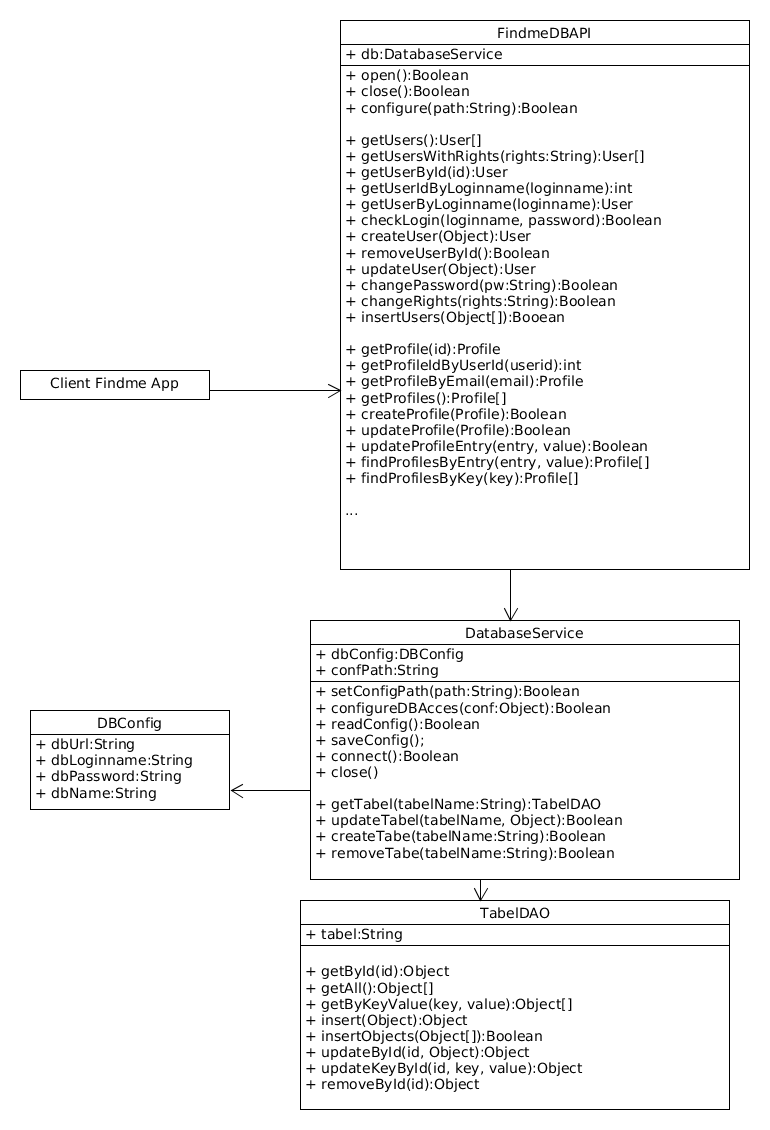 FindmeDBAPI
+ db:DatabaseService
+ open():Boolean
+ close():Boolean
+ configure(path:String):Boolean
+ getUsers():User[]
+ getUsersWithRights(rights:String):User[]
+ getUserById(id):User
+ getUserIdByLoginname(loginname):int
+ getUserByLoginname(loginname):User
+ checkLogin(loginname, password):Boolean
+ createUser(Object):User
+ removeUserById():Boolean
+ updateUser(Object):User
+ changePassword(pw:String):Boolean
+ changeRights(rights:String):Boolean
+ insertUsers(Object[]):Booean
+ getProfile(id):Profile
+ getProfileIdByUserId(userid):int
+ getProfileByEmail(email):Profile
+ getProfiles():Profile[]
+ createProfile(Profile):Boolean
+ updateProfile(Profile):Boolean
+ updateProfileEntry(entry, value):Boolean
+ findProfilesByEntry(entry, value):Profile[]
+ findProfilesByKey(key):Profile[]
...
Client Findme App
DatabaseService
+ dbConfig:DBConfig
+ confPath:String
+ setConfigPath(path:String):Boolean
+ configureDBAcces(conf:Object):Boolean
+ readConfig():Boolean
+ saveConfig();
+ connect():Boolean
+ close()
+ getTabel(tabelName:String):TabelDAO
+ updateTabel(tabelName, Object):Boolean
+ createTabe(tabelName:String):Boolean
+ removeTabe(tabelName:String):Boolean
DBConfig
+ dbUrl:String
+ dbLoginname:String
+ dbPassword:String
+ dbName:String
TabelDAO
+ tabel:String
+ getById(id):Object
+ getAll():Object[]
+ getByKeyValue(key, value):Object[]
+ insert(Object):Object
+ insertObjects(Object[]):Boolean
+ updateById(id, Object):Object
+ updateKeyById(id, key, value):Object
+ removeById(id):Object